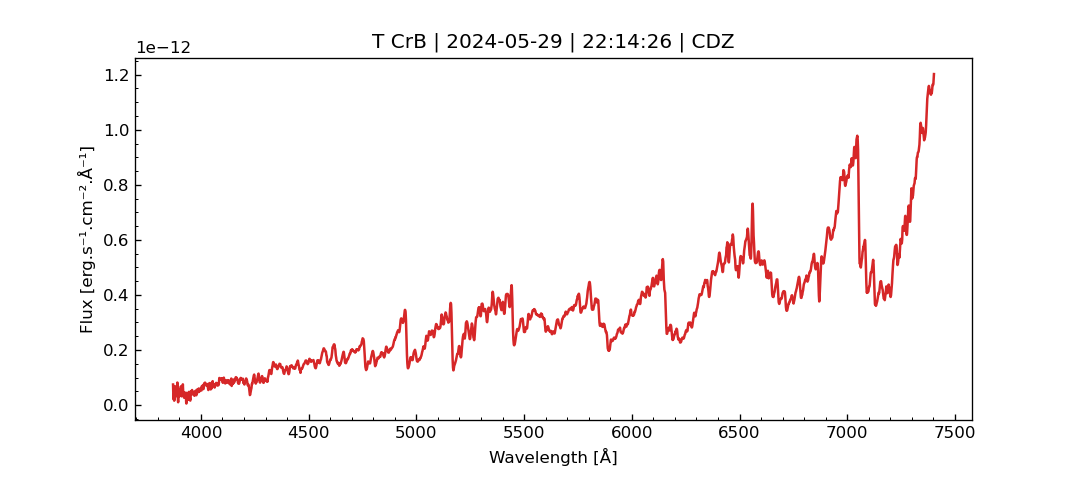 T CrB | 2024-05-29 | 22:14:26 | CDZ
1e−12
1.2
1.0
0.8
0.6
0.4
0.2
0.0
Flux [erg.s⁻¹.cm⁻².Å⁻¹]
4000 4500 5000 5500 6000 6500 7000 7500
Wavelength [Å]